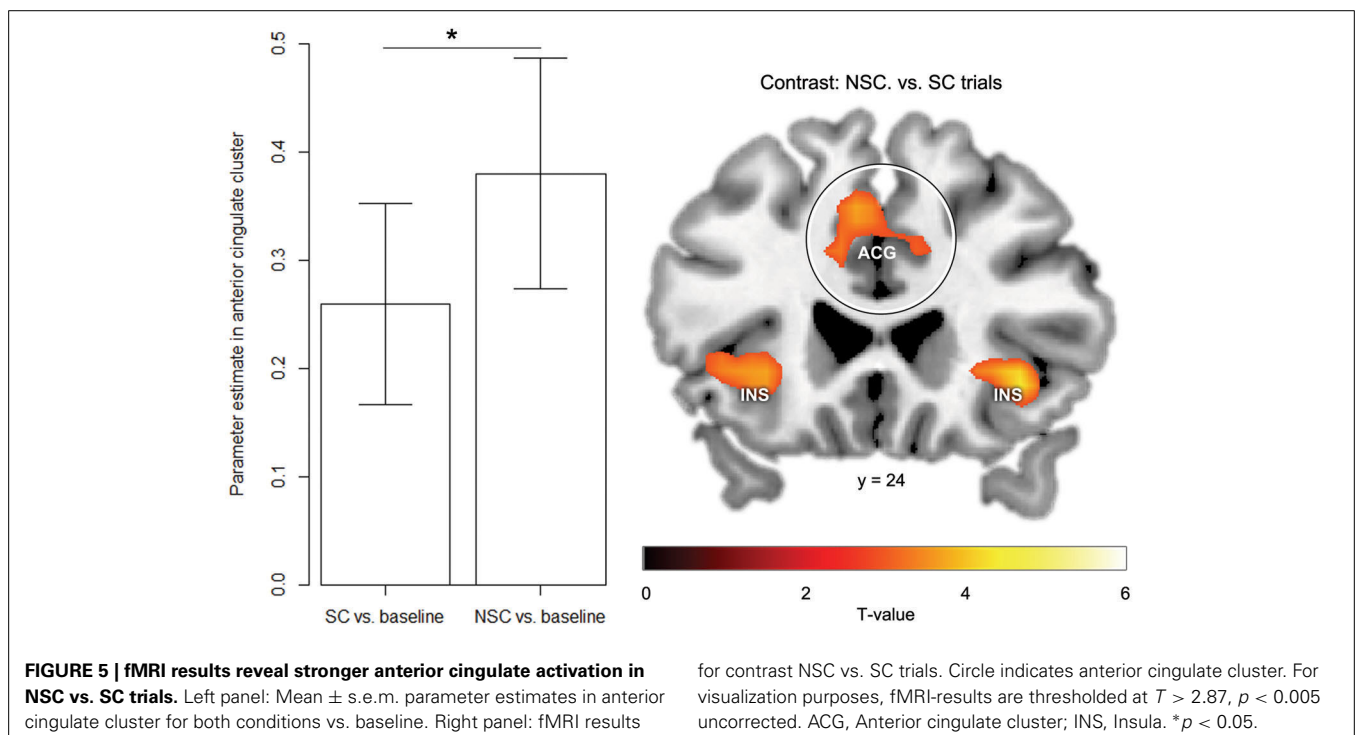 *
0.5
0.4
0.3
0.2
0.1
0.0
Parameter estimate in anterior cingulate cluster
SC vs. baseline NSC vs. baseline
Contrast: NSC. vs. SC trials
ACG
INS INS
y = 24
0 2 4 6
T-value
FIGURE 5 | fMRI results reveal stronger anterior cingulate activation in
NSC vs. SC trials. Left panel: Mean ± s.e.m. parameter estimates in anterior
cingulate cluster for both conditions vs. baseline. Right panel: fMRI results
for contrast NSC vs. SC trials. Circle indicates anterior cingulate cluster. For
visualization purposes, fMRI-results are thresholded at T > 2.87, p < 0.005
uncorrected. ACG, Anterior cingulate cluster; INS, Insula. *p < 0.05.